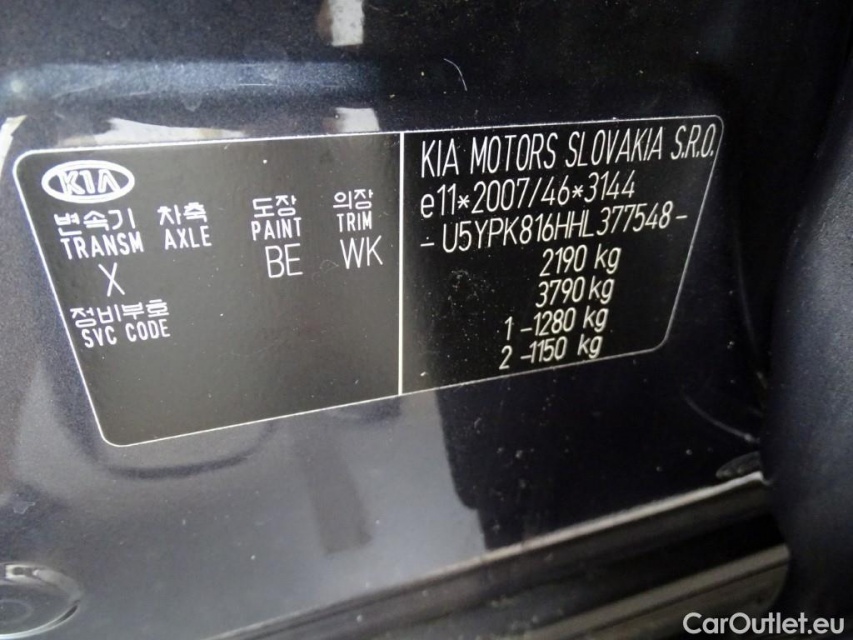 KIA
변속기 차축 도장 의장
TRANSM AXLE PAINT TRIM
X BE WK
정비부호
SVC CODE
KIA MOTORS SLOVAKIA S.R.O.
e11*2007/46*3144
-U5YPK816HHL377548-
2190 kg
3790 kg
1-1280 kg
2-1150 kg
CarOutlet.eu